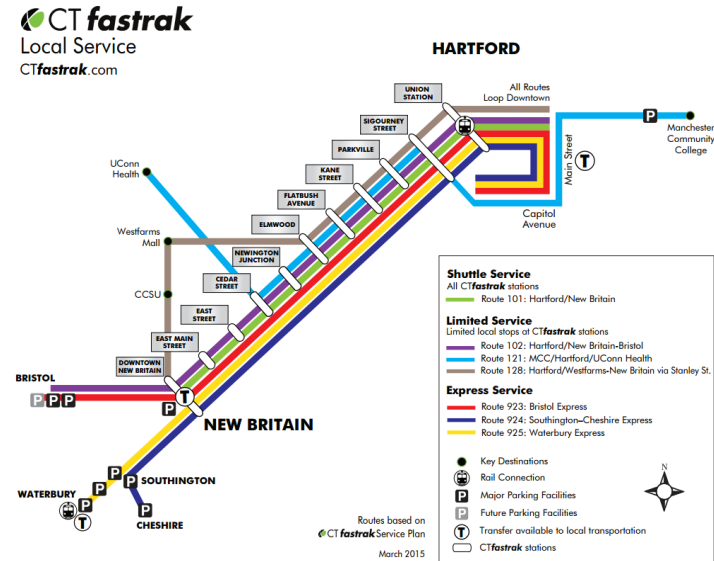 CTfastrak
Local Service
CTfastrak.com
HARTFORD
UNION
STATION
All Routes
Loop Downtown
SIGOURNEY
STREET
P
Manchester
Community
College
PARKVILLE
Main Street
T
KANE
STREET
UConn
Health
FLATBUSH
AVENUE
Capitol
Avenue
ELMWOOD
Westfarms
Mall
NEWINGTON
JUNCTION
CEDAR
STREET
CCSU
EAST
STREET
EAST MAIN
STREET
DOWNTOWN
NEW BRITAIN
BRISTOL
P P P
T
P
NEW BRITAIN
P
P
P
P
SOUTHINGTON
WATERBURY
T
P
CHESHIRE
Routes based on
CTfastrak Service Plan
March 2015
Shuttle Service
All CTfastrak stations
Route 101: Hartford/New Britain
Limited Service
Limited local stops at CTfastrak stations
Route 102: Hartford/New Britain-Bristol
Route 121: MCC/Hartford/UConn Health
Route 128: Hartford/Westfarms-New Britain via Stanley St.
Express Service
Route 923: Bristol Express
Route 924: Southington–Cheshire Express
Route 925: Waterbury Express
Key Destinations
Rail Connection
P Major Parking Facilities
P Future Parking Facilities
T Transfer available to local transportation
CTfastrak stations
N